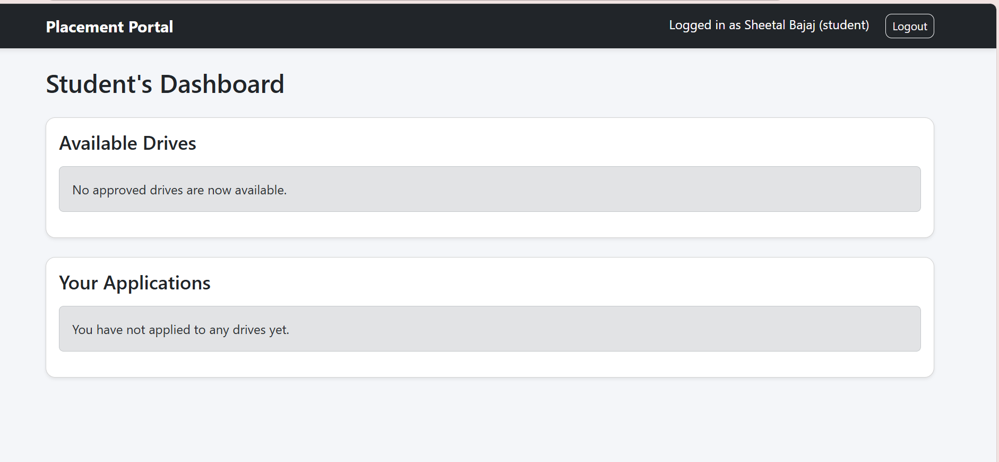 Placement Portal
Logged in as Sheetal Bajaj (student)
Logout
Student's Dashboard
Available Drives
No approved drives are now available.
Your Applications
You have not applied to any drives yet.